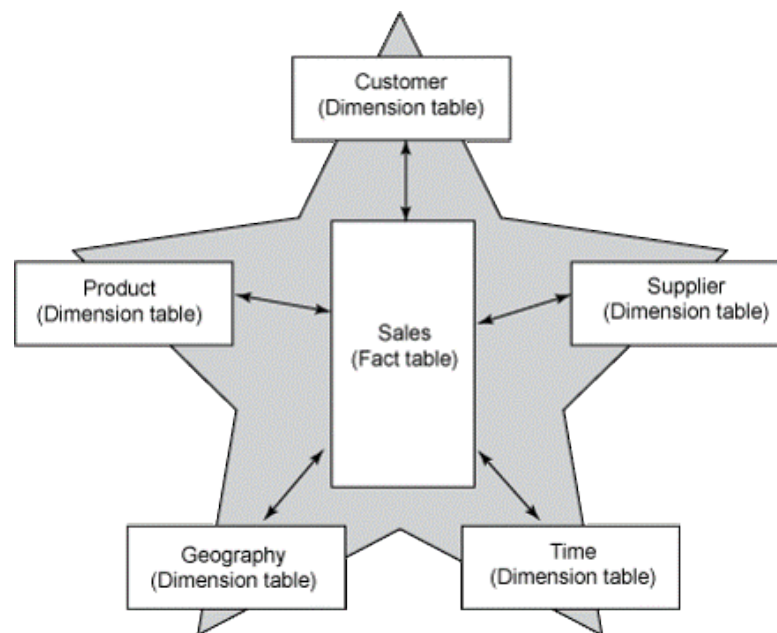 Customer
(Dimension table)
Product
(Dimension table)
Supplier
(Dimension table)
Sales
(Fact table)
Geography
(Dimension table)
Time
(Dimension table)